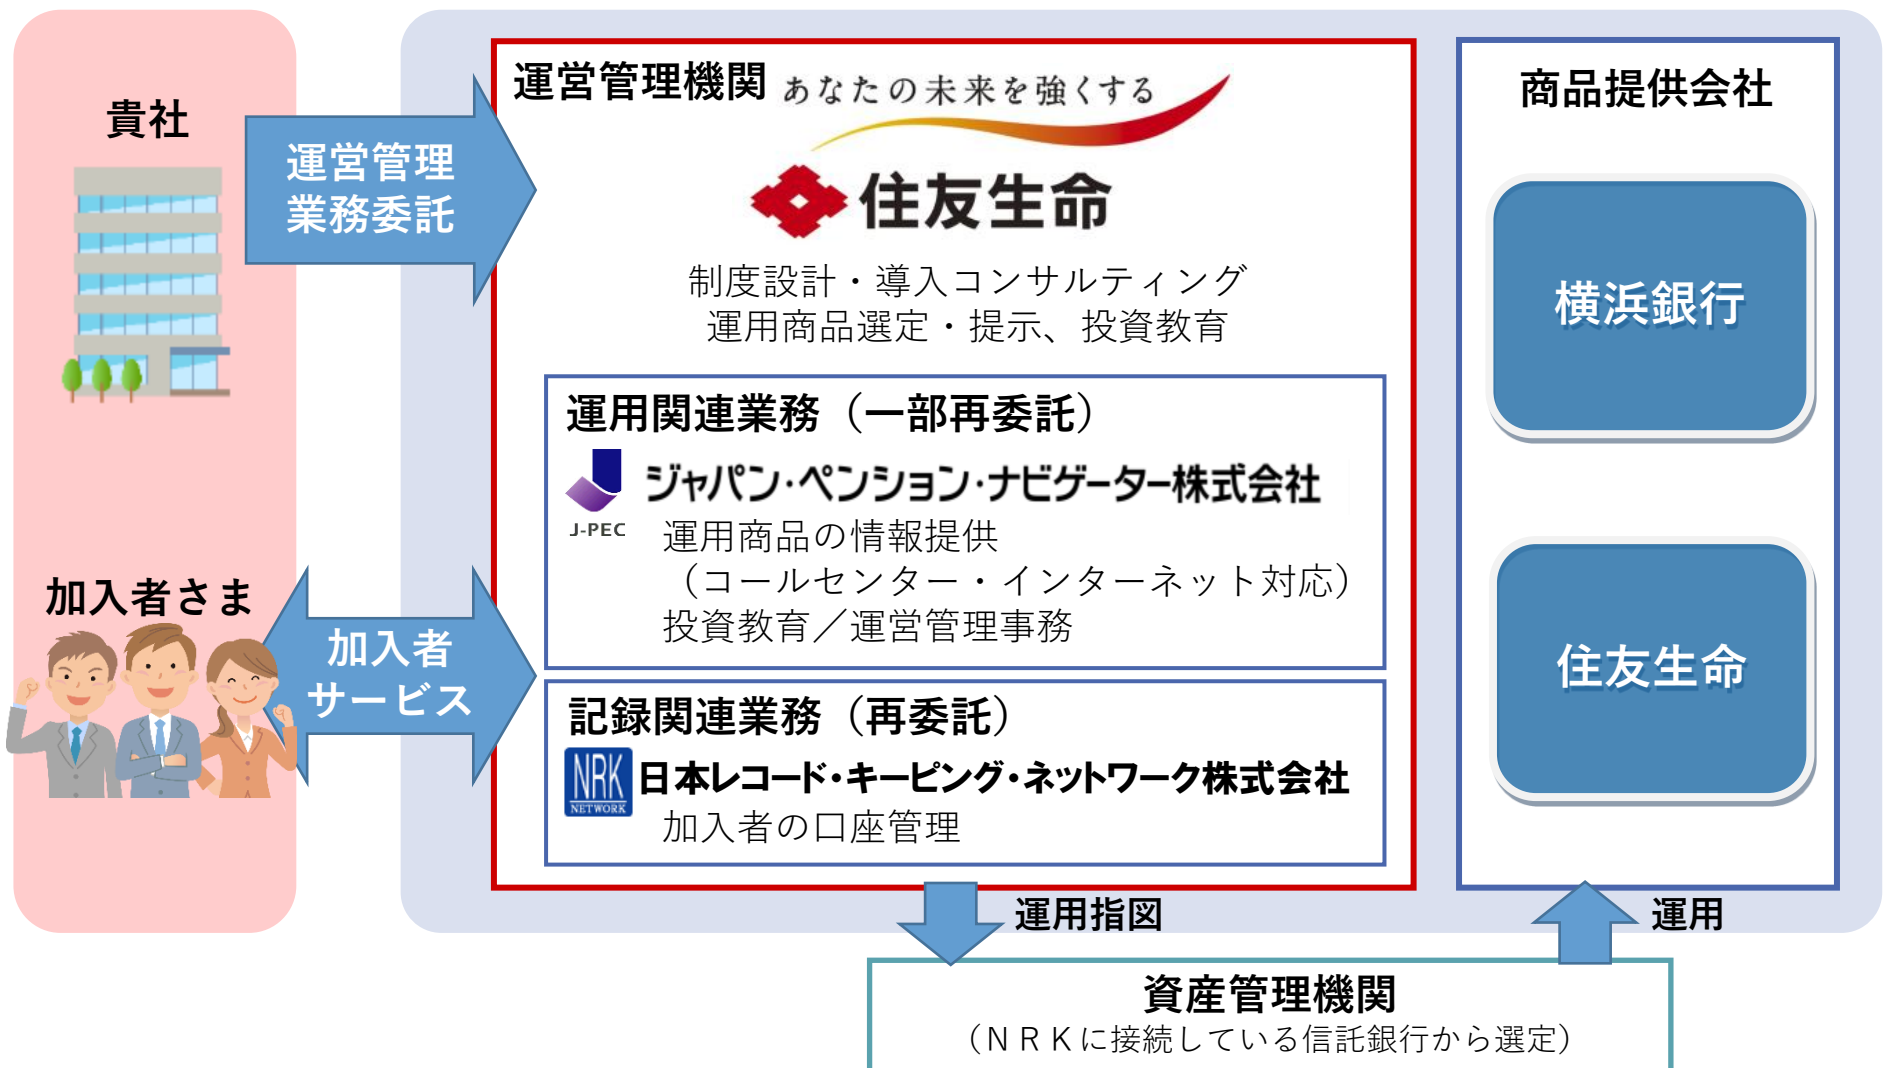 貴社
運営管理
業務委託
加入者さま
加入者
サービス
運営管理機関
あなたの未来を強くする
住友生命
制度設計・導入コンサルティング
運用商品選定・提示、投資教育
運用関連業務（一部再委託）
J-PEC
ジャパン・ペンション・ナビゲーター株式会社
運用商品の情報提供
（コールセンター・インターネット対応）
投資教育／運営管理事務
記録関連業務（再委託）
NRK
NETWORK
日本レコード・キーピング・ネットワーク株式会社
加入者の口座管理
商品提供会社
横浜銀行
住友生命
運用指図
運用
資産管理機関
（ＮＲＫに接続している信託銀行から選定）